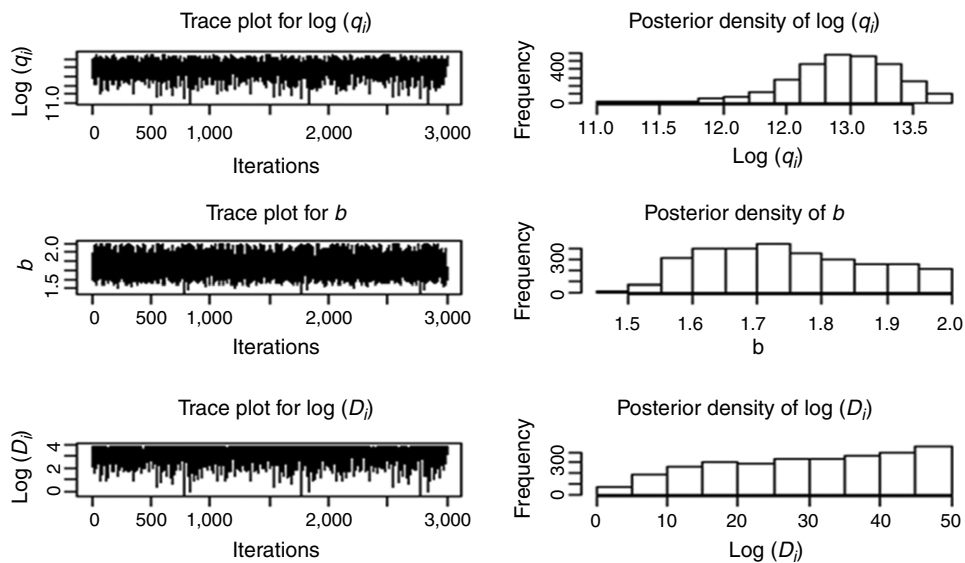 Trace plot for log (qi)
Log (qi)
11.0
0 500 1,000 2,000 3,000
Iterations
Posterior density of log (qi)
Frequency
0 400
11.0 11.5 12.0 12.0 13.0 13.5
Log (qi)
Trace plot for b
b
1.5 2.0
0 500 1,000 2,000 3,000
Iterations
Posterior density of b
Frequency
0 300
1.5 1.6 1.7 1.8 1.9 2.0
b
Trace plot for log (Di)
Log (Di)
0 2 4
0 500 1,000 2,000 3,000
Iterations
Posterior density of log (Di)
Frequency
0 300
0 10 20 30 40 50
Log (Di)